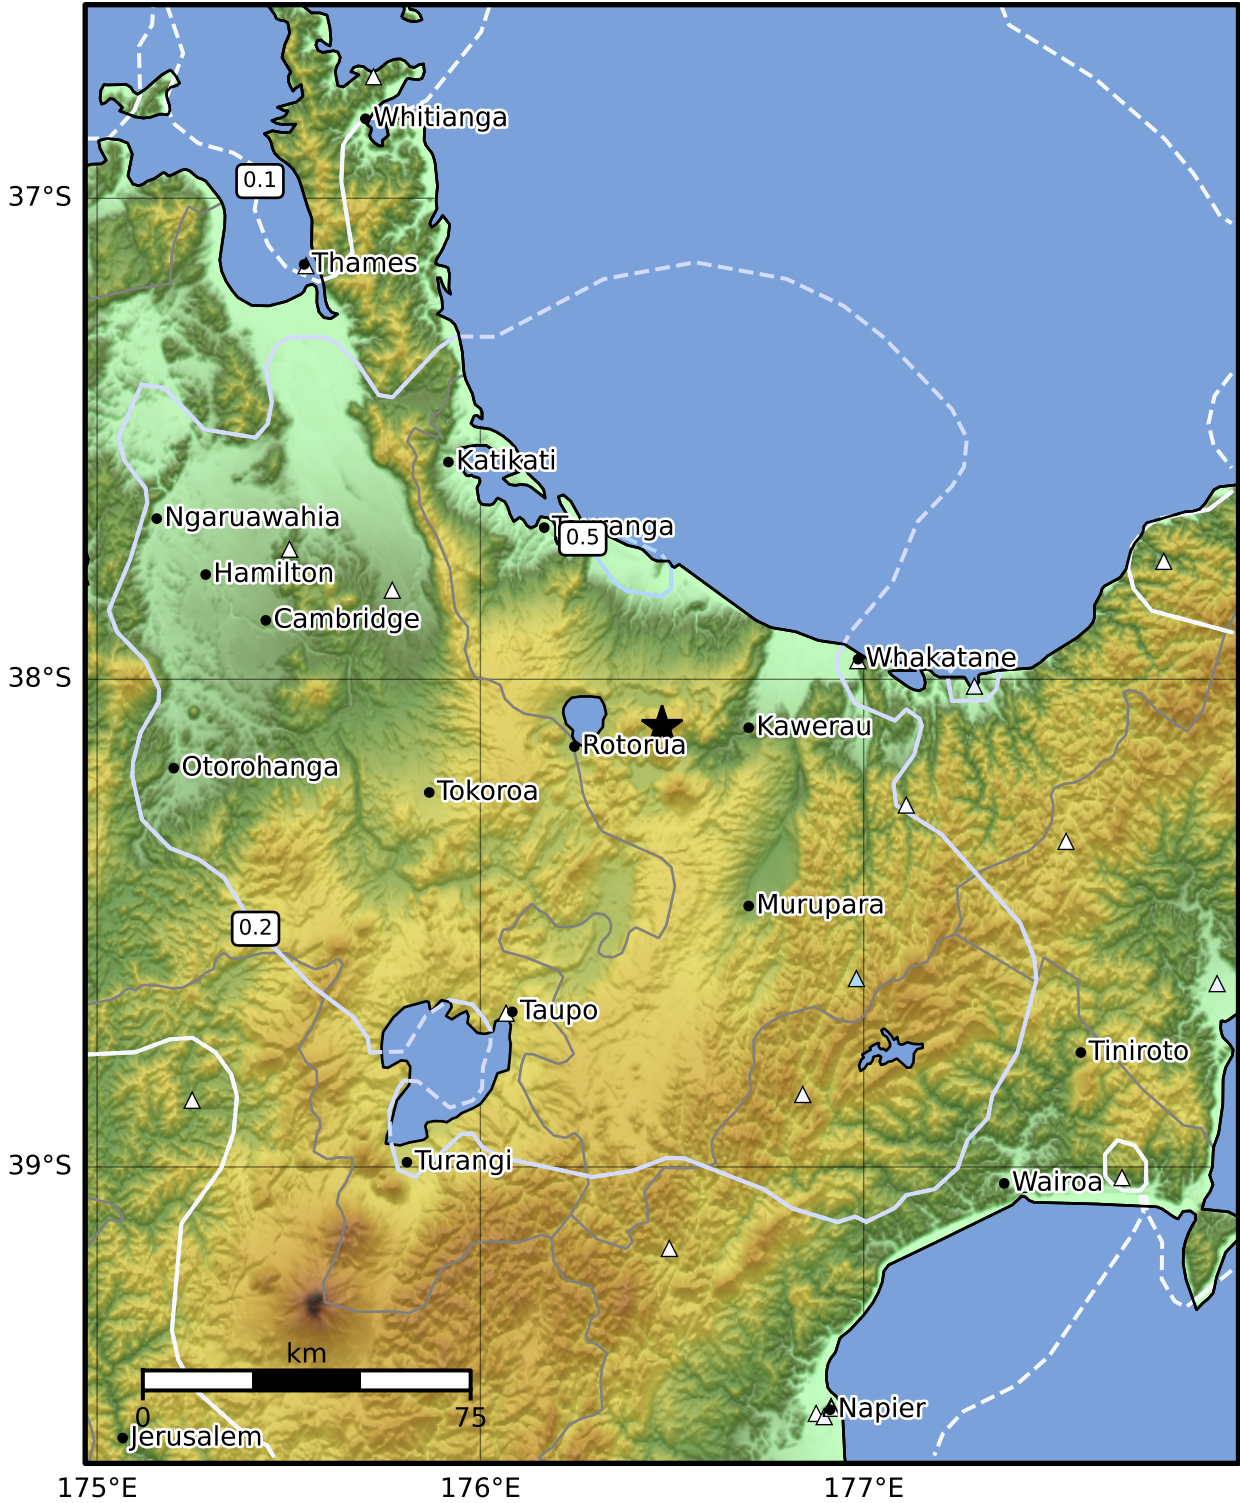 Whitianga
0.1
37°S
Thames
Katikati
Ngaruawahia
Tauranga
0.5
Hamilton
Cambridge
Whakatane
38°S
Kawerau
Rotorua
Otorohanga
Tokoroa
Murupara
0.2
Taupo
Tiniroto
Turangi
39°S
Wairoa
km
0 75
Napier
Jerusalem
175°E 176°E 177°E